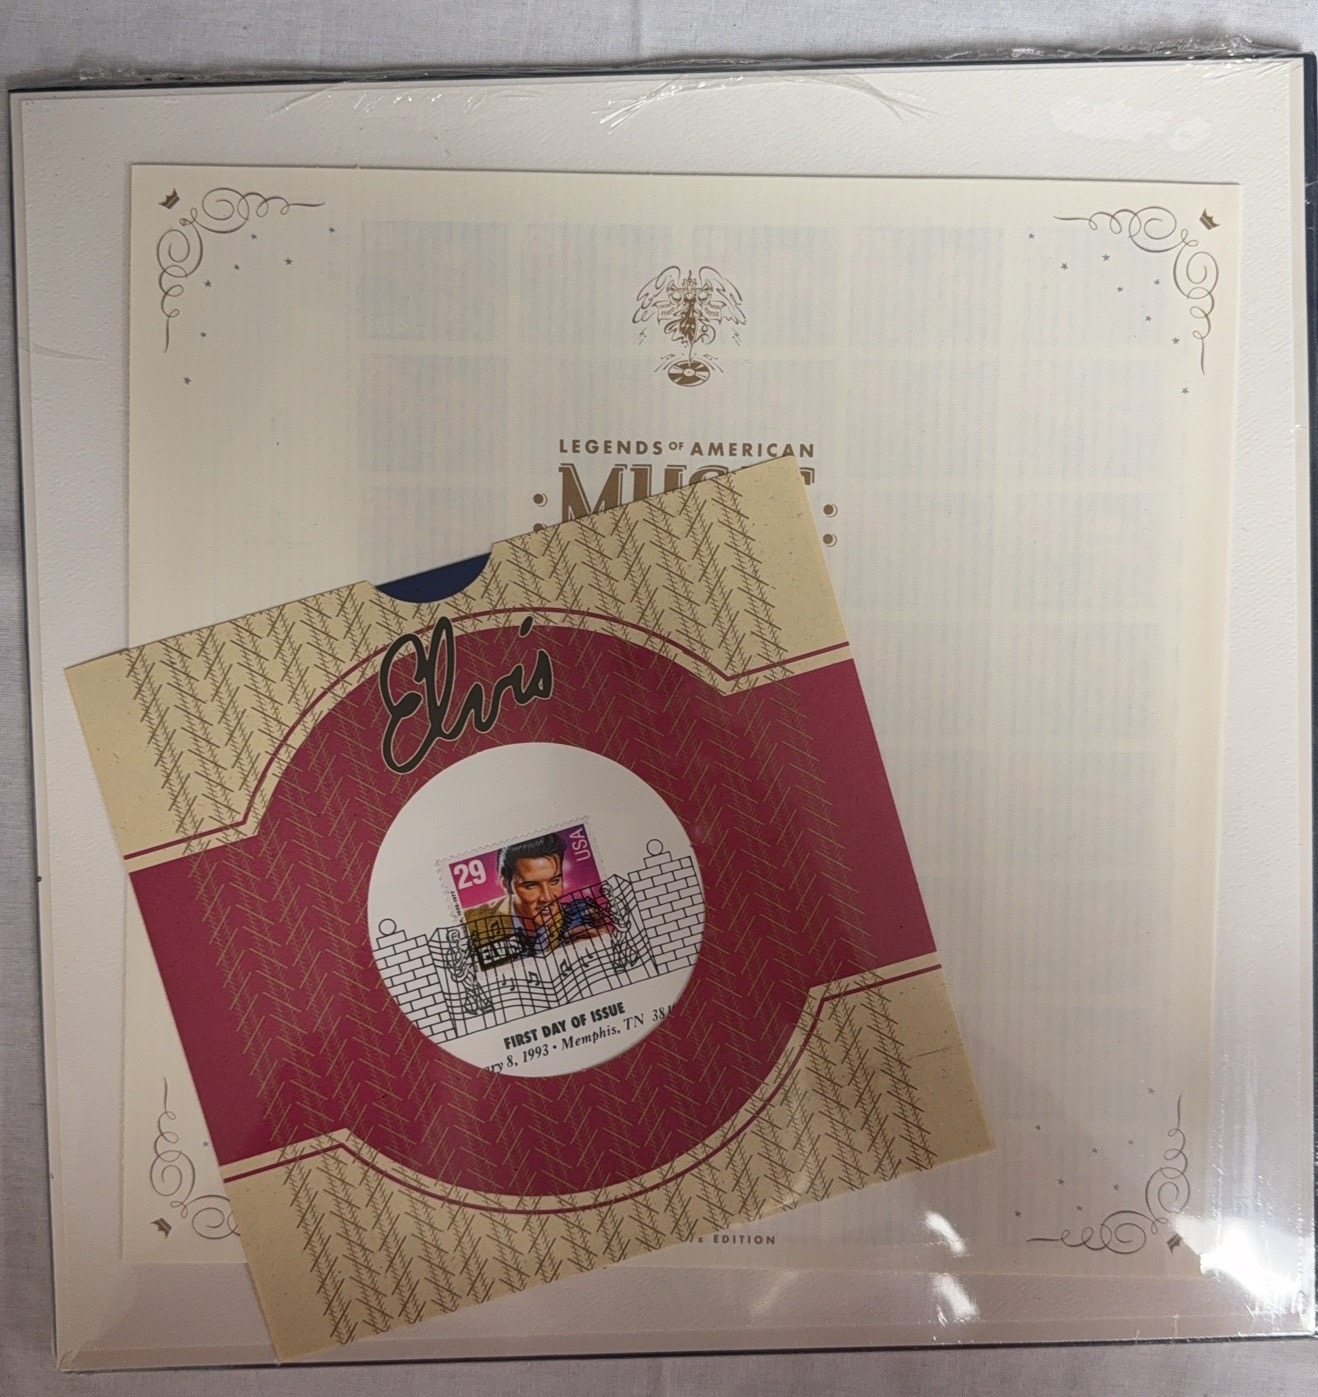 LEGENDS OF AMERICAN
Elvis
29
USA
FIRST DAY OF ISSUE
8, 1993 • Memphis, TN
EDITION